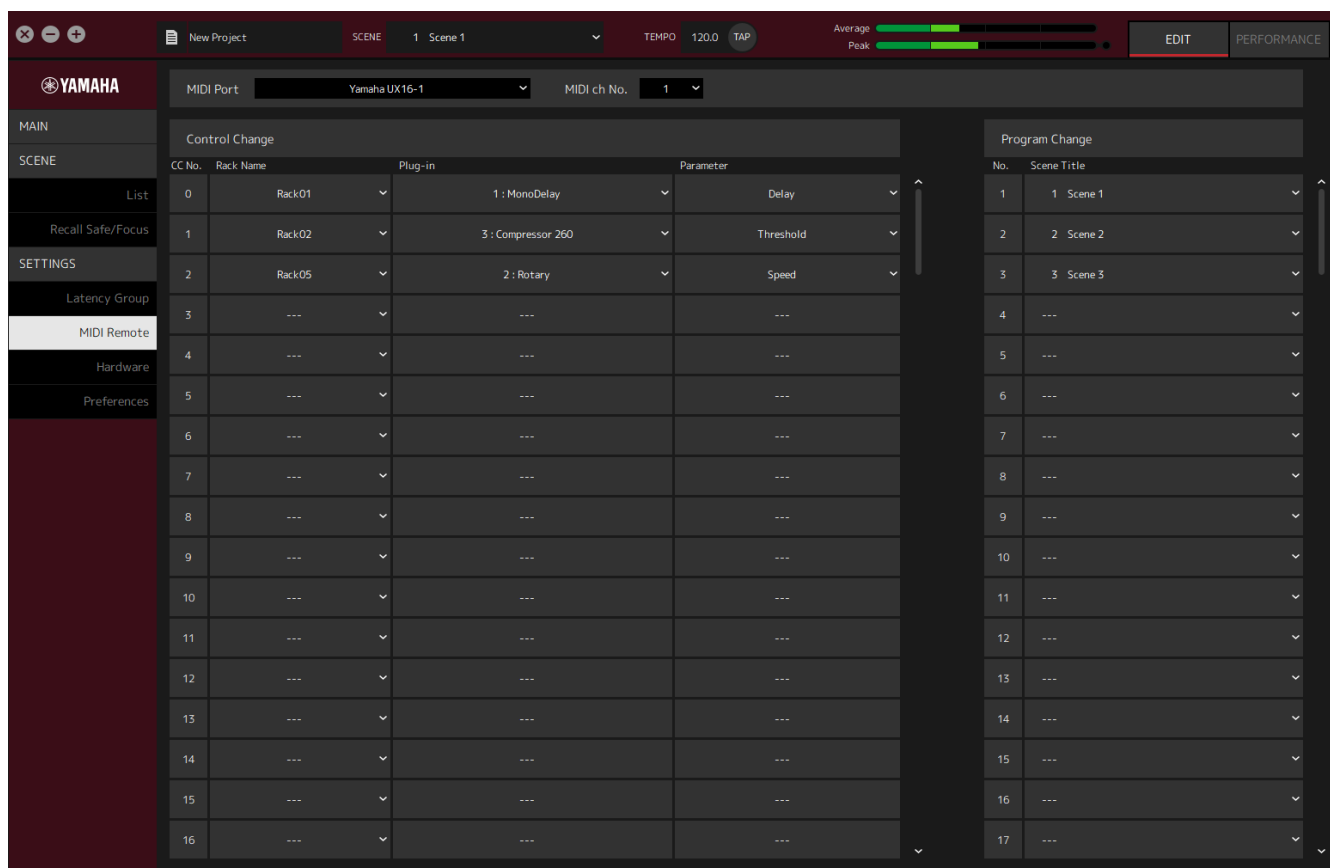 New Project SCENE 1 Scene 1 TEMPO 120.0 TAP Average EDIT PERFORMANCE
Peak
YAMAHA
MIDI Port Yamaha UX16-1 MIDI ch No. 1
MAIN
SCENE
List
Recall Safe/Focus
SETTINGS
Latency Group
MIDI Remote
Hardware
Preferences
Control Change
CC No. Rack Name Plug-in Parameter
0 Rack01 1 : MonoDelay Delay
1 Rack02 3 : Compressor 260 Threshold
2 Rack05 2 : Rotary Speed
3 --- --- ---
4 --- --- ---
5 --- --- ---
6 --- --- ---
7 --- --- ---
8 --- --- ---
9 --- --- ---
10 --- --- ---
11 --- --- ---
12 --- --- ---
13 --- --- ---
14 --- --- ---
15 --- --- ---
16 --- --- ---
Program Change
No. Scene Title
1 1 Scene 1
2 2 Scene 2
3 3 Scene 3
4 ---
5 ---
6 ---
7 ---
8 ---
9 ---
10 ---
11 ---
12 ---
13 ---
14 ---
15 ---
16 ---
17 ---